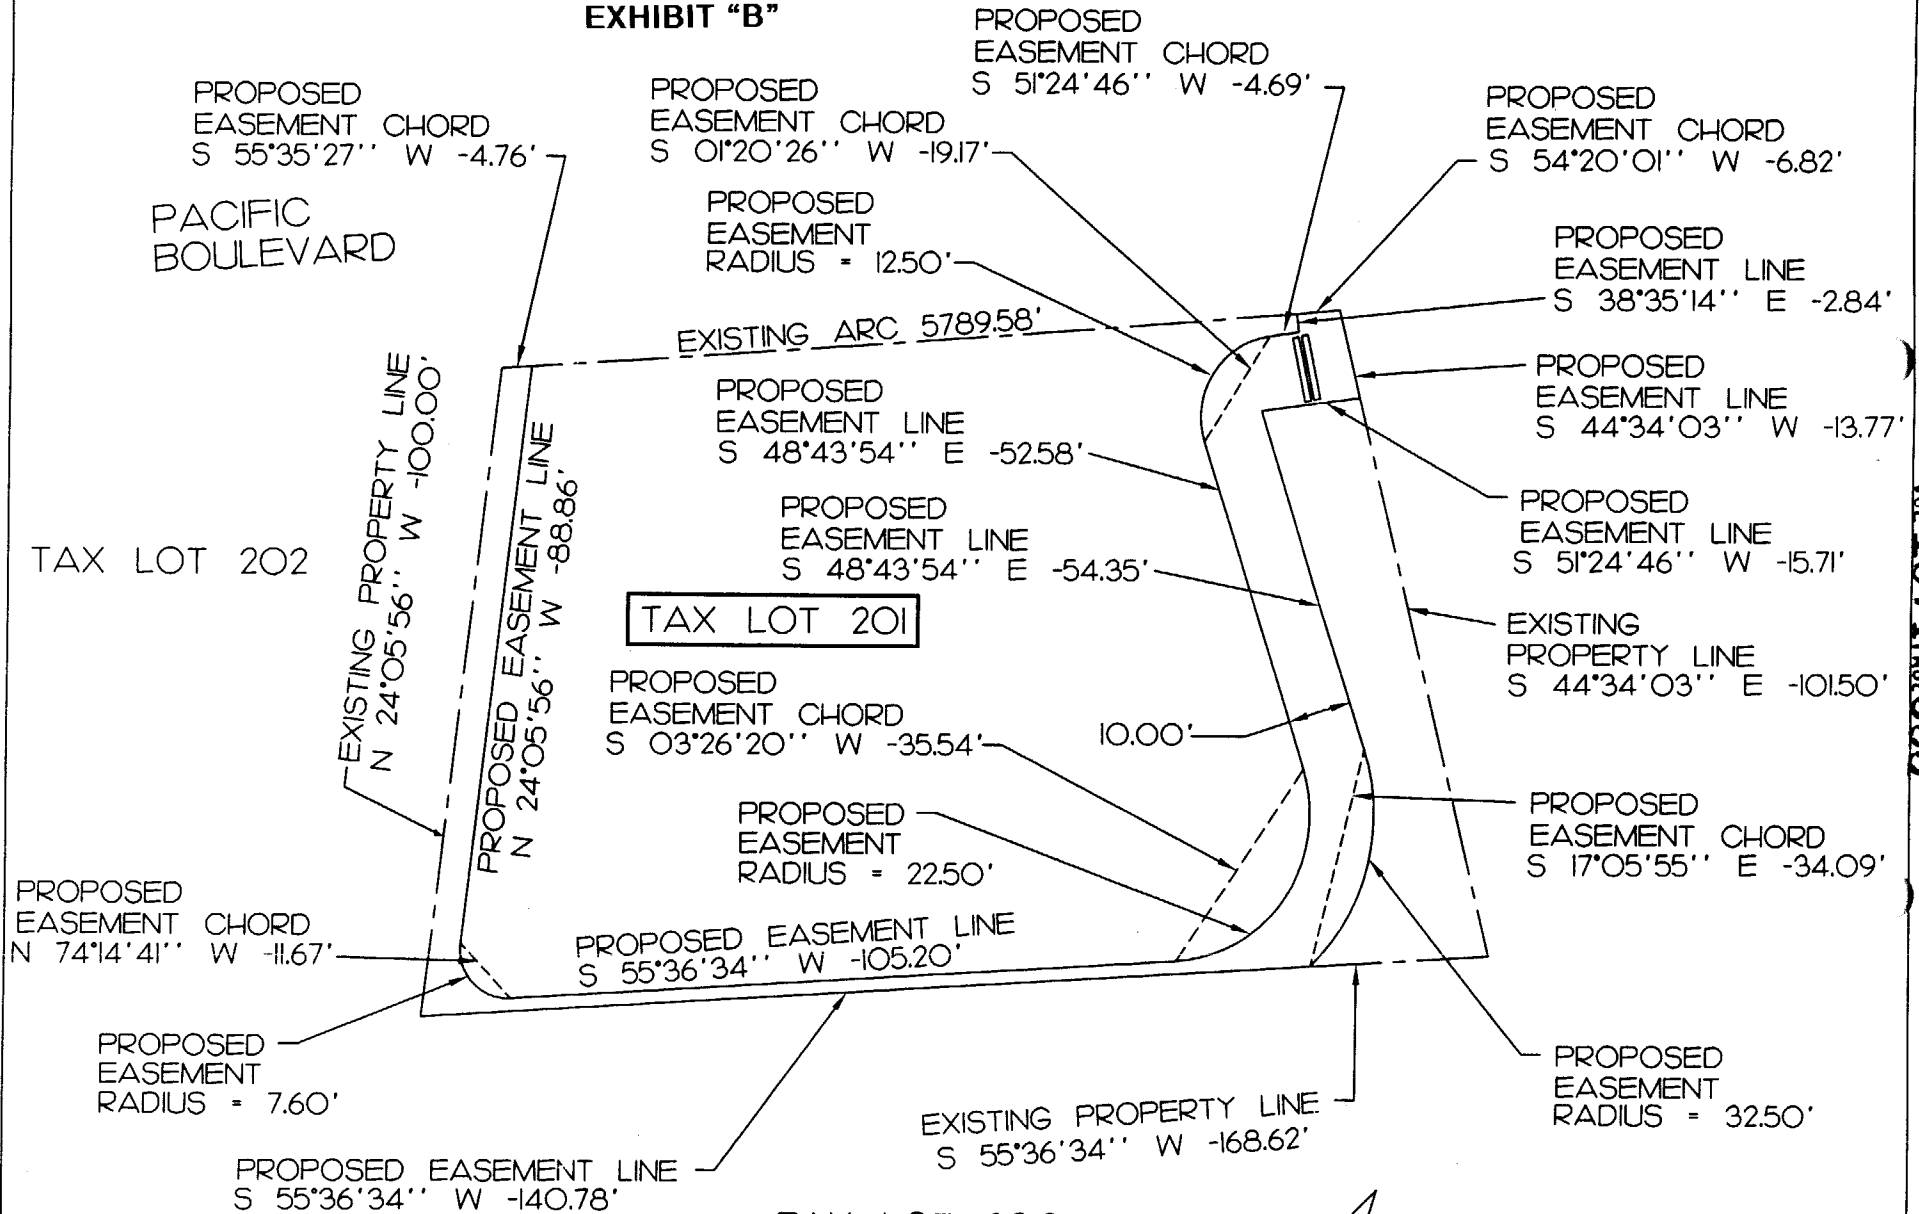 EXHIBIT “B”
PROPOSED
EASEMENT CHORD
S 55°35'27'' W -4.76'
PROPOSED
EASEMENT CHORD
S 01°20'26'' W -19.17'
PROPOSED
EASEMENT CHORD
S 51°24'46'' W -4.69'
PROPOSED
EASEMENT CHORD
S 54°20'01'' W -6.82'
PACIFIC
BOULEVARD
PROPOSED
EASEMENT
RADIUS = 12.50'
PROPOSED
EASEMENT LINE
S 38°35'14'' E -2.84'
EXISTING ARC 5789.58'
EXISTING PROPERTY LINE
N 24°05'56'' W -100.00'
PROPOSED EASEMENT LINE
N 24°05'56'' W -88.86'
PROPOSED
EASEMENT LINE
S 48°43'54'' E -52.58'
PROPOSED
EASEMENT LINE
S 44°34'03'' W -13.77'
PROPOSED
EASEMENT LINE
S 48°43'54'' E -54.35'
PROPOSED
EASEMENT LINE
S 51°24'46'' W -15.71'
TAX LOT 202
TAX LOT 201
EXISTING
PROPERTY LINE
S 44°34'03'' E -101.50'
PROPOSED
EASEMENT CHORD
S 03°26'20'' W -35.54'
10.00'
PROPOSED
EASEMENT
RADIUS = 22.50'
PROPOSED
EASEMENT CHORD
S 17°05'55'' E -34.09'
PROPOSED
EASEMENT CHORD
N 74°14'41'' W -11.67'
PROPOSED EASEMENT LINE
S 55°36'34'' W -105.20'
PROPOSED
EASEMENT
RADIUS = 7.60'
PROPOSED
EASEMENT
RADIUS = 32.50'
EXISTING PROPERTY LINE
S 55°36'34'' W -168.62'
PROPOSED EASEMENT LINE
S 55°36'34'' W -140.78'